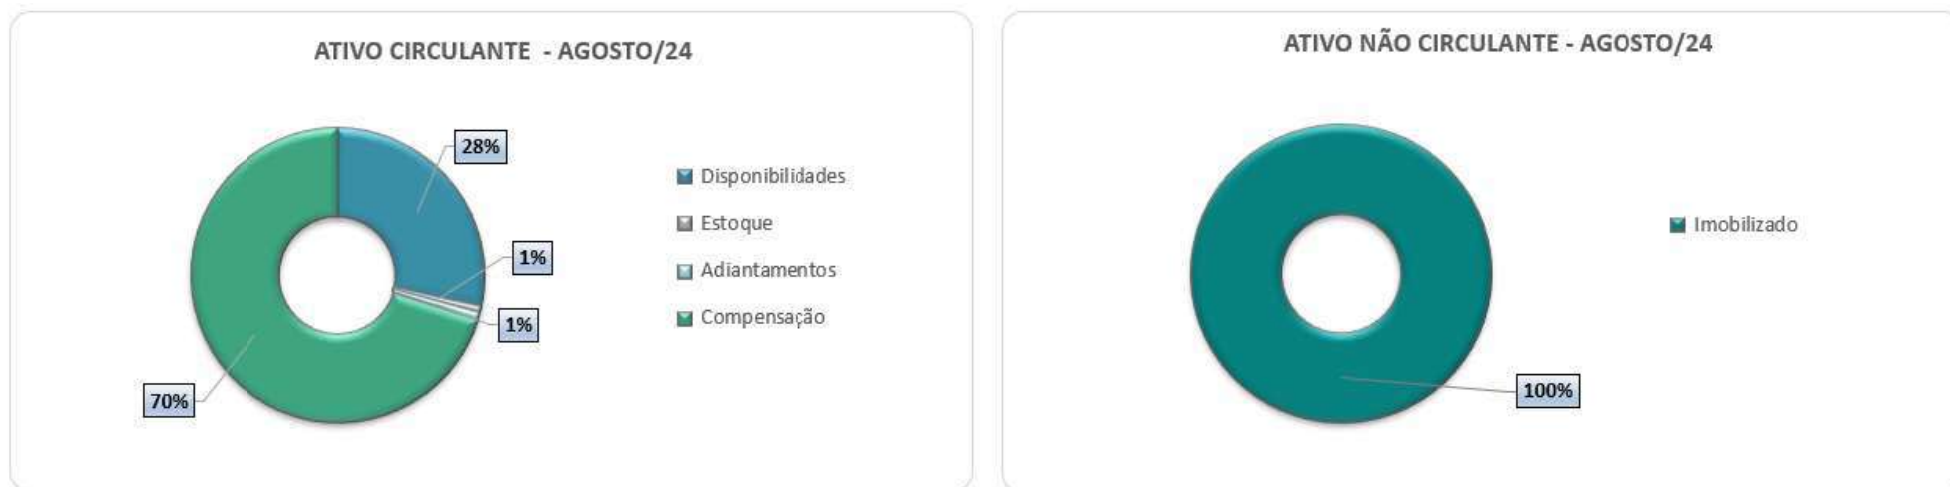 ATIVO CIRCULANTE - AGOSTO/24
28%
1%
1%
70%
Disponibilidades
Estoque
Adiantamentos
Compensação
ATIVO NÃO CIRCULANTE - AGOSTO/24
100%
Imobilizado